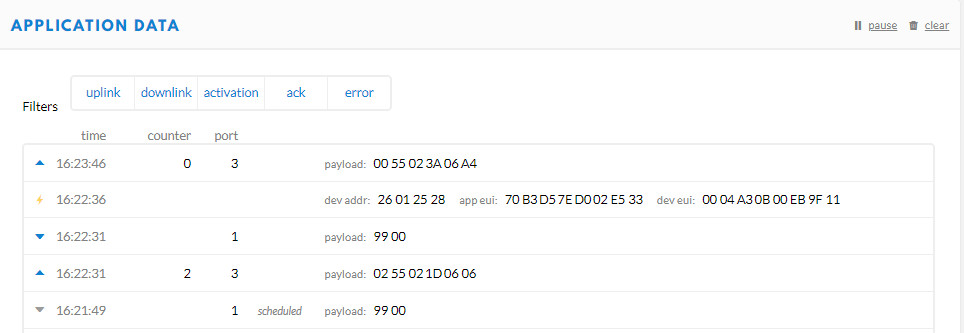 APPLICATION DATA pause clear
Filters uplink downlink activation ack error
time counter port
16:23:46 0 3 payload: 00 55 02 3A 06 A4
16:22:36 dev addr: 26 01 25 28 app eui: 70 B3 D5 7E D0 02 E5 33 dev eui: 00 04 A3 0B 00 EB 9F 11
16:22:31 1 payload: 99 00
16:22:31 2 3 payload: 02 55 02 1D 06 06
16:21:49 1 scheduled payload: 99 00